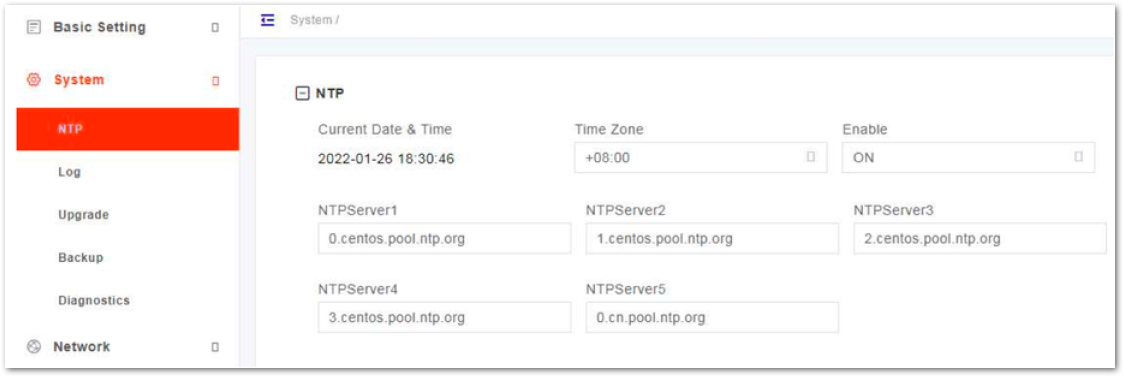 Basic Setting
System /
System
NTP
Log
Upgrade
Backup
Diagnostics
Network
NTP
Current Date & Time
Time Zone
Enable
2022-01-26 18:30:46
+08:00
ON
NTPServer1
NTPServer2
NTPServer3
0.centos.pool.ntp.org
1.centos.pool.ntp.org
2.centos.pool.ntp.org
NTPServer4
NTPServer5
3.centos.pool.ntp.org
0.cn.pool.ntp.org